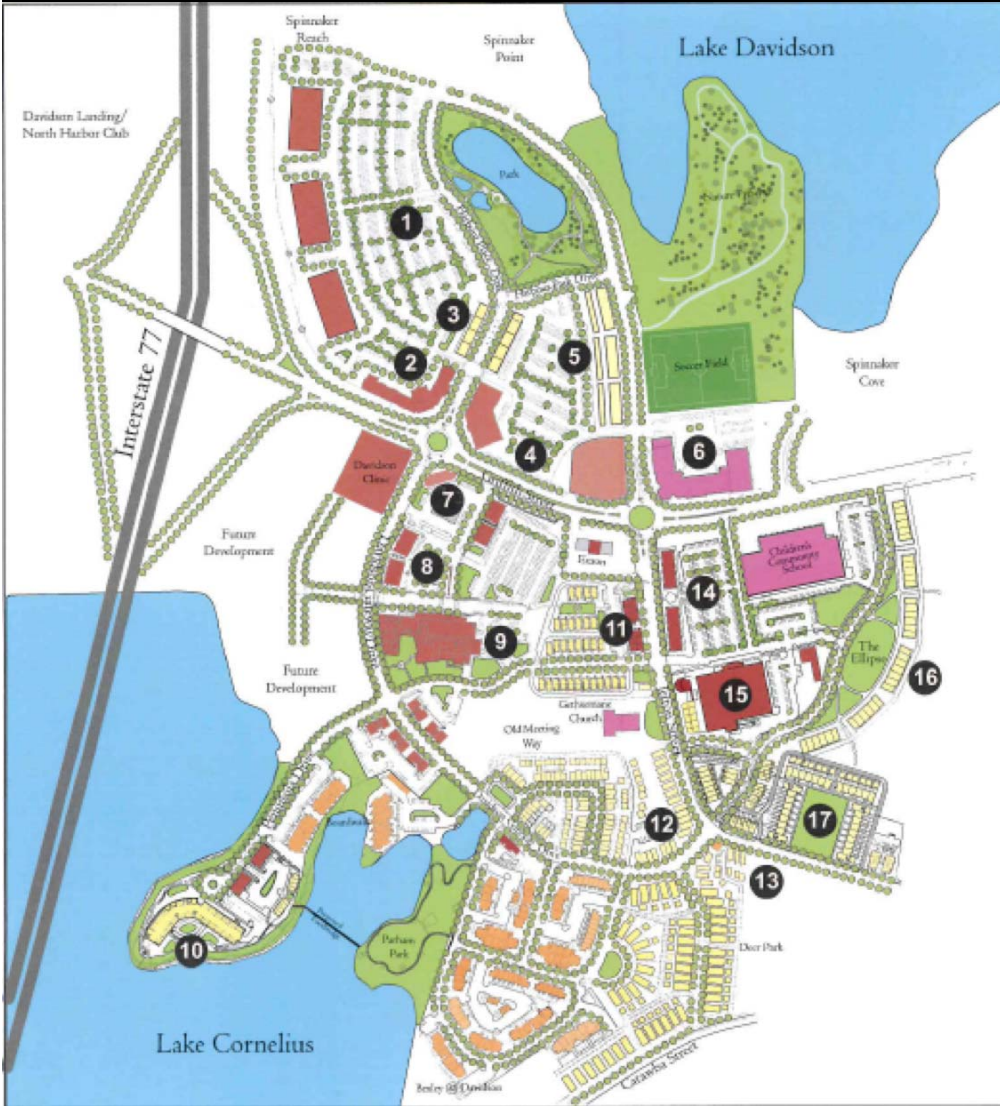 Spinnaker
Reach
Spinnaker
Point
Lake Davidson
Davidson Landing/
North Harbor Club
Park
1
Interstate 77
3
2
5
Soccer Field
Spinnaker
Cove
4
6
Davidson
Clinic
7
Future
Development
Exxon
Children's
Community
School
8
14
9
11
The
Ellipse
Future
Development
15
16
Gethsemane
Church
Old Meeting
Way
12
17
13
10
Parham
Park
Deer Park
Lake Cornelius
Catawba Street
Bexley @ Davidson